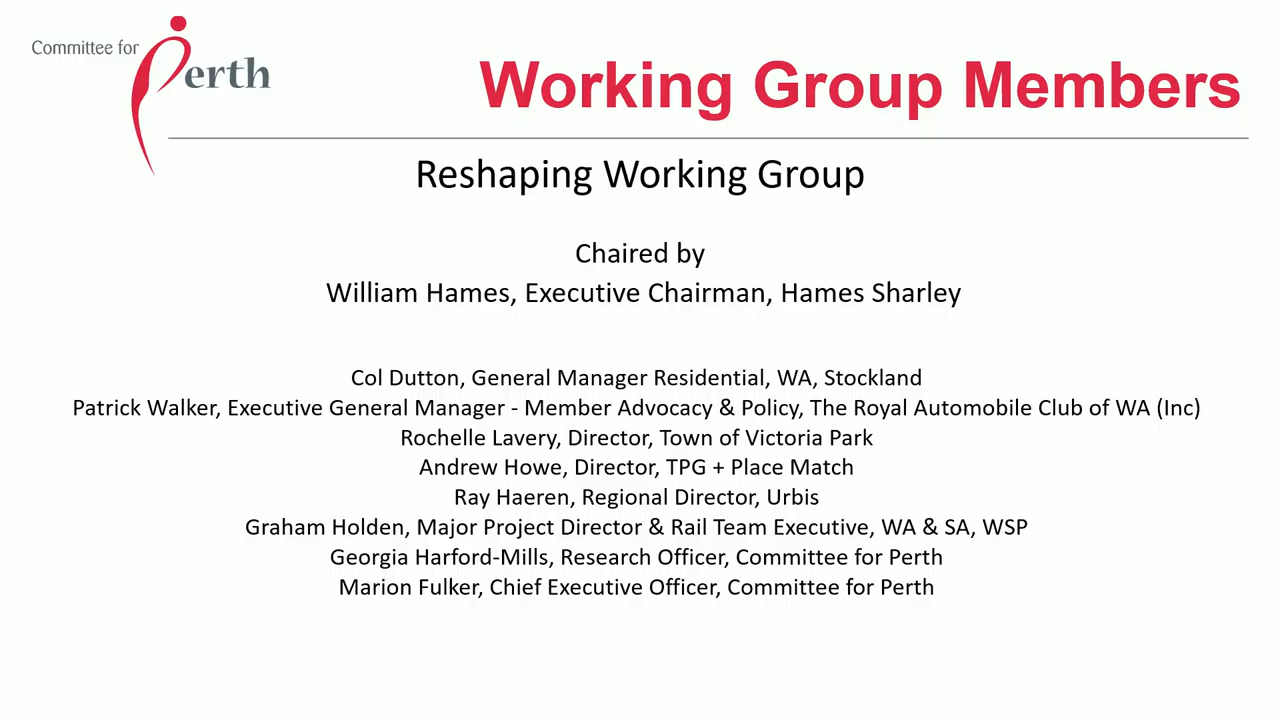 Committee for
Perth
Working Group Members
Reshaping Working Group
Chaired by
William Hames, Executive Chairman, Hames Sharley
Col Dutton, General Manager Residential, WA, Stockland
Patrick Walker, Executive General Manager - Member Advocacy & Policy, The Royal Automobile Club of WA (Inc)
Rochelle Lavery, Director, Town of Victoria Park
Andrew Howe, Director, TPG + Place Match
Ray Haeren, Regional Director, Urbis
Graham Holden, Major Project Director & Rail Team Executive, WA & SA, WSP
Georgia Harford-Mills, Research Officer, Committee for Perth
Marion Fulker, Chief Executive Officer, Committee for Perth